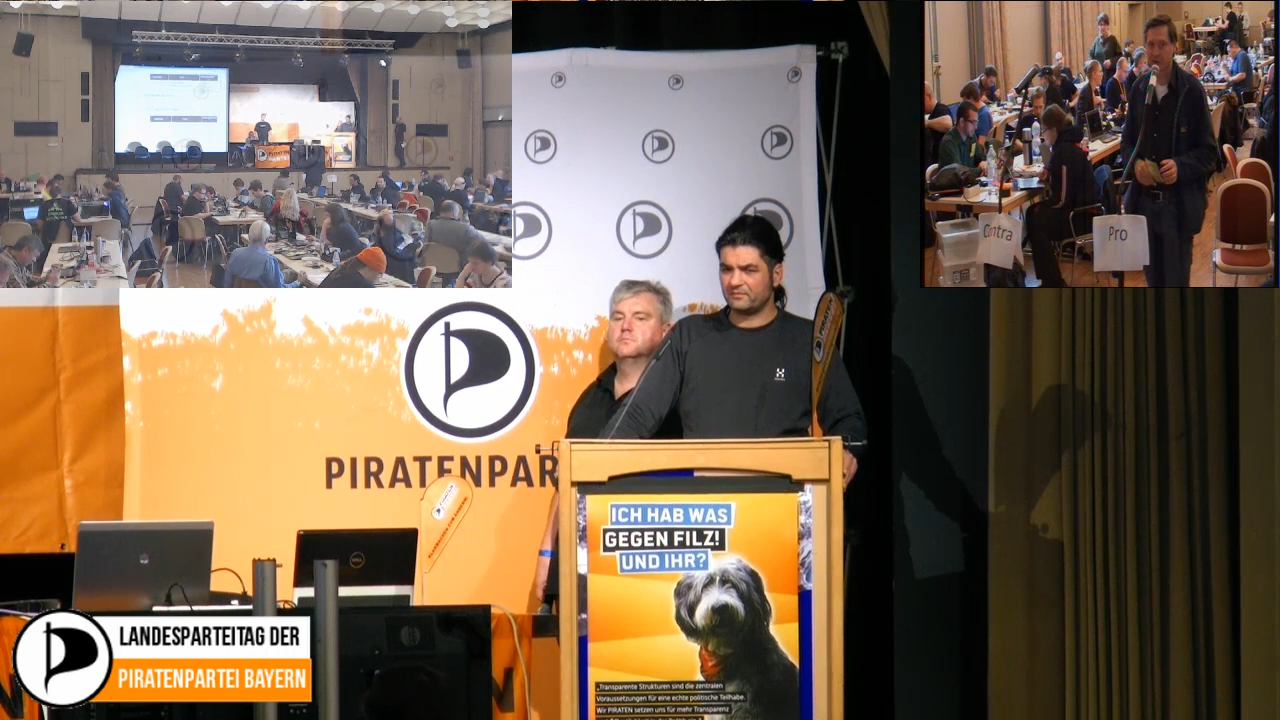 Contra
Pro
PIRATENPAR
ICH HAB WAS
GEGEN FILZ!
UND IHR?
„Transparente Strukturen sind die zentralen
Voraussetzungen für eine echte politische Teilhabe.
Wir PIRATEN setzen uns für mehr Transparenz
LANDESPARTEITAG DER
PIRATENPARTEI BAYERN